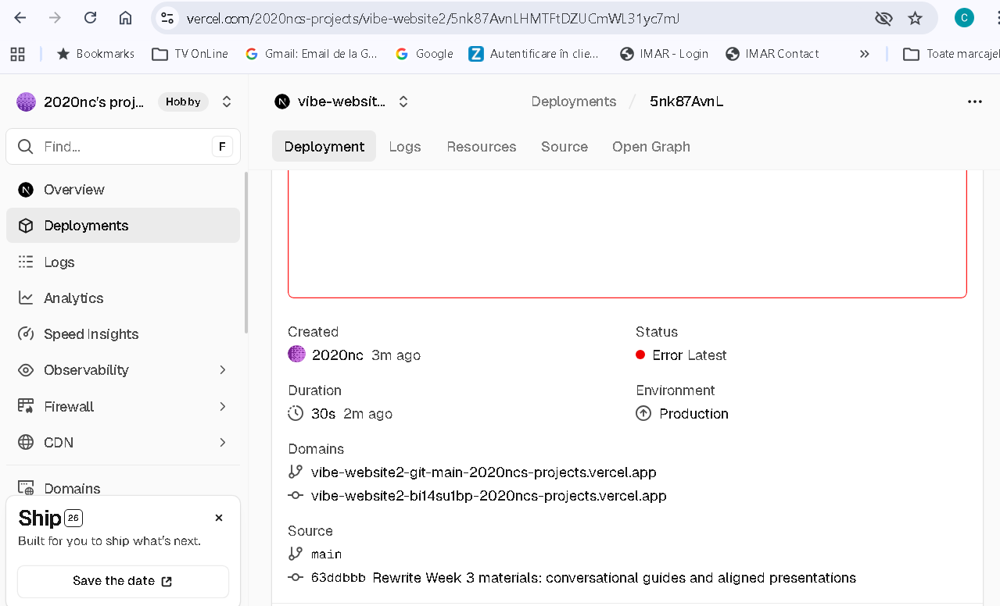 vercel.com/2020ncs-projects/vibe-website2/5nk87AvnLHMTFtDZUCmWL31yc7mJ
C
Bookmarks TV OnLine Gmail: Email de la G... Google Autentificare în clie... IMAR - Login IMAR Contact » Toate marcajel
2020nc's proj... Hobby
N vibe-websit... Deployments / 5nk87AvnL
Find... F
Deployment Logs Resources Source Open Graph
N Overview
Deployments
Logs
Analytics
Speed Insights
Observability
Firewall
CDN
Domains
Ship 26
Built for you to ship what's next.
Save the date
Created
2020nc 3m ago
Status
Error Latest
Duration
30s 2m ago
Environment
Production
Domains
vibe-website2-git-main-2020ncs-projects.vercel.app
vibe-website2-bi14su1bp-2020ncs-projects.vercel.app
Source
main
63ddbbb Rewrite Week 3 materials: conversational guides and aligned presentations